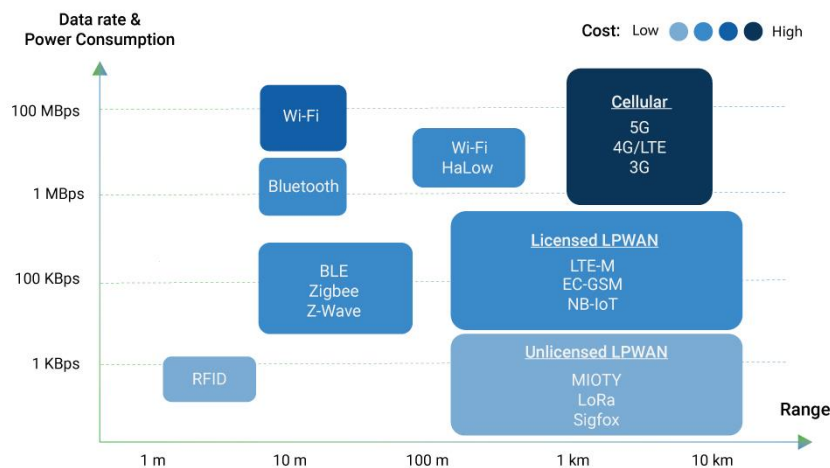 Data rate &
Power Consumption
Cost: Low High
100 MBps
1 MBps
100 KBps
1 KBps
Wi-Fi
Bluetooth
Wi-Fi
HaLow
Cellular
5G
4G/LTE
3G
BLE
Zigbee
Z-Wave
Licensed LPWAN
LTE-M
EC-GSM
NB-IoT
RFID
Unlicensed LPWAN
MIOTY
LoRa
Sigfox
Range
1 m
10 m
100 m
1 km
10 km